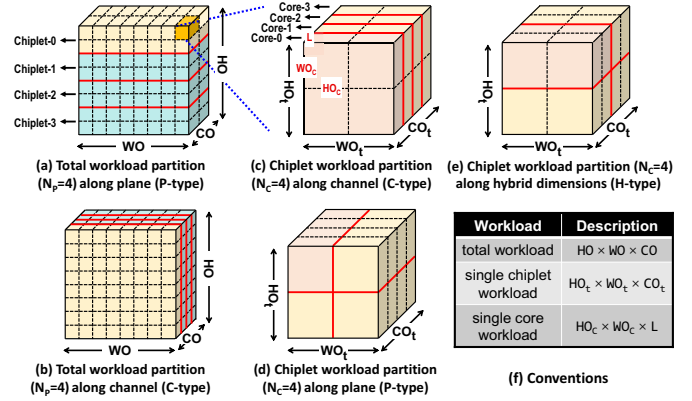 Chiplet-0
Chiplet-1
Chiplet-2
Chiplet-3
HO
WO
CO
(a) Total workload partition
(N_P=4) along plane (P-type)
Core-3
Core-2
Core-1
Core-0
L
WO_C
HO_C
HO_t
WO_t
CO_t
(c) Chiplet workload partition
(N_C=4) along channel (C-type)
HO_t
WO_t
CO_t
(e) Chiplet workload partition (N_C=4)
along hybrid dimensions (H-type)
HO
WO
CO
(b) Total workload partition
(N_P=4) along channel (C-type)
HO_t
WO_t
CO_t
(d) Chiplet workload partition
(N_C=4) along plane (P-type)
Workload Description
total workload HO × WO × CO
single chiplet
workload HO_t × WO_t × CO_t
single core
workload HO_C × WO_C × L
(f) Conventions